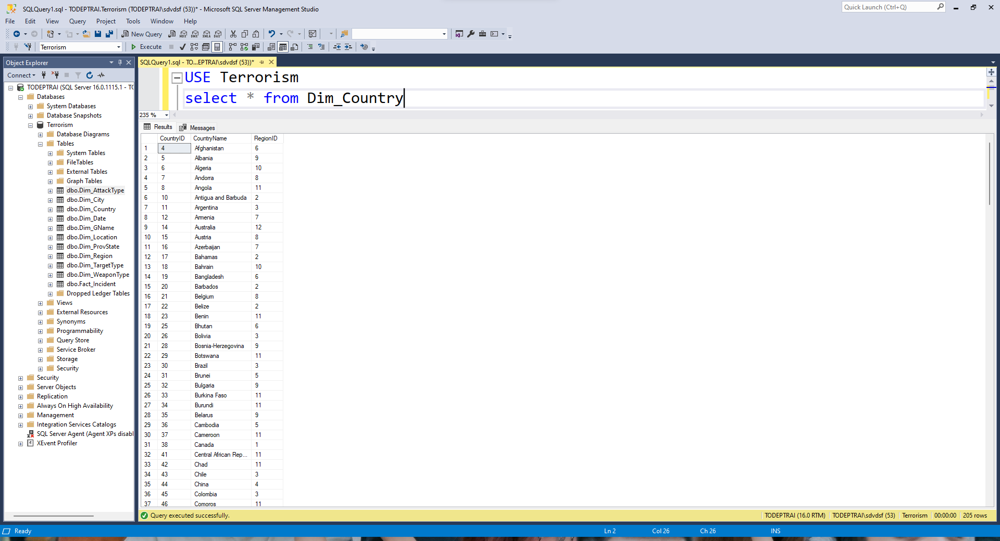 SQLQuery1.sql - TODEPTRAI.Terrorism (TODEPTRAI\sdvdsf (53))* - Microsoft SQL Server Management Studio
Quick Launch (Ctrl+Q)
File Edit View Query Project Tools Window Help
New Query MDX DMX XMLA DAX
Terrorism Execute
Object Explorer
Connect
TODEPTRAI (SQL Server 16.0.1115.1 - TO
Databases
System Databases
Database Snapshots
Terrorism
Database Diagrams
Tables
System Tables
FileTables
External Tables
Graph Tables
dbo.Dim_AttackType
dbo.Dim_City
dbo.Dim_Country
dbo.Dim_Date
dbo.Dim_GName
dbo.Dim_Location
dbo.Dim_ProvState
dbo.Dim_Region
dbo.Dim_TargetType
dbo.Dim_WeaponType
dbo.Fact_Incident
Dropped Ledger Tables
Views
External Resources
Synonyms
Programmability
Query Store
Service Broker
Storage
Security
Security
Server Objects
Replication
Always On High Availability
Management
Integration Services Catalogs
SQL Server Agent (Agent XPs disabl
XEvent Profiler
SQLQuery1.sql - TO...EPTRAI\sdvdsf (53))*
USE Terrorism
select * from Dim_Country
235 %
Results Messages
CountryID CountryName RegionID
1 4 Afghanistan 6
2 5 Albania 9
3 6 Algeria 10
4 7 Andorra 8
5 8 Angola 11
6 10 Antigua and Barbuda 2
7 11 Argentina 3
8 12 Armenia 7
9 14 Australia 12
10 15 Austria 8
11 16 Azerbaijan 7
12 17 Bahamas 2
13 18 Bahrain 10
14 19 Bangladesh 6
15 20 Barbados 2
16 21 Belgium 8
17 22 Belize 2
18 23 Benin 11
19 25 Bhutan 6
20 26 Bolivia 3
21 28 Bosnia-Herzegovina 9
22 29 Botswana 11
23 30 Brazil 3
24 31 Brunei 5
25 32 Bulgaria 9
26 33 Burkina Faso 11
27 34 Burundi 11
28 35 Belarus 9
29 36 Cambodia 5
30 37 Cameroon 11
31 38 Canada 1
32 41 Central African Rep... 11
33 42 Chad 11
34 43 Chile 3
35 44 China 4
36 45 Colombia 3
37 46 Comoros 11
Query executed successfully.
TODEPTRAI (16.0 RTM) TODEPTRAI\sdvdsf (53) Terrorism 00:00:00 205 rows
Ready Ln 2 Col 26 Ch 26 INS